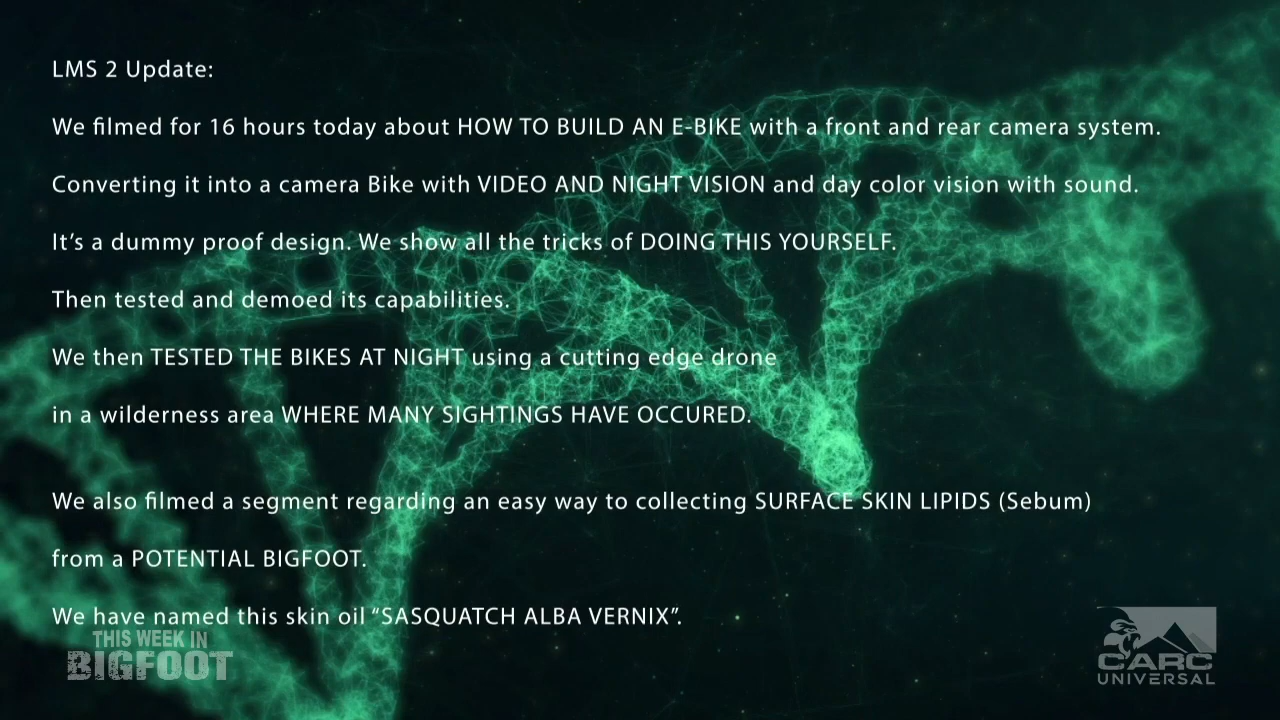 LMS 2 Update:
We filmed for 16 hours today about HOW TO BUILD AN E-BIKE with a front and rear camera system.
Converting it into a camera Bike with VIDEO AND NIGHT VISION and day color vision with sound.
It's a dummy proof design. We show all the tricks of DOING THIS YOURSELF.
Then tested and demoed its capabilities.
We then TESTED THE BIKES AT NIGHT using a cutting edge drone
in a wilderness area WHERE MANY SIGHTINGS HAVE OCCURED.
We also filmed a segment regarding an easy way to collecting SURFACE SKIN LIPIDS (Sebum)
from a POTENTIAL BIGFOOT.
We have named this skin oil “SASQUATCH ALBA VERNIX”.
THIS WEEK IN
BIGFOOT
CARC
UNIVERSAL